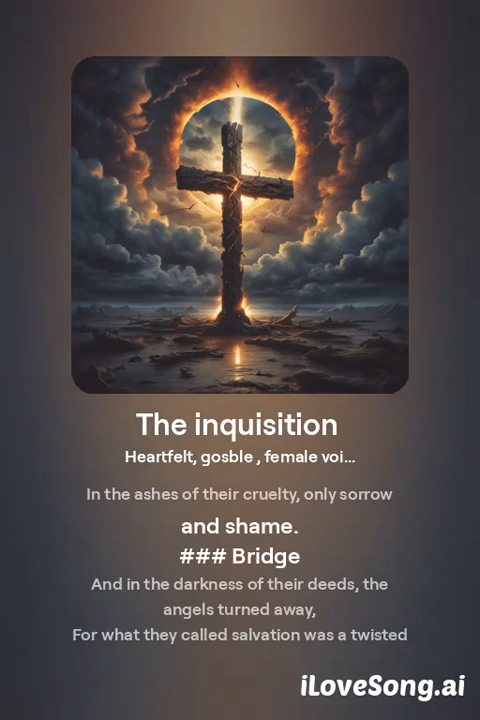 The inquisition
Heartfelt, gosble , female voi...
In the ashes of their cruelty, only sorrow
and shame.
### Bridge
And in the darkness of their deeds, the
angels turned away,
For what they called salvation was a twisted
iLoveSong.ai